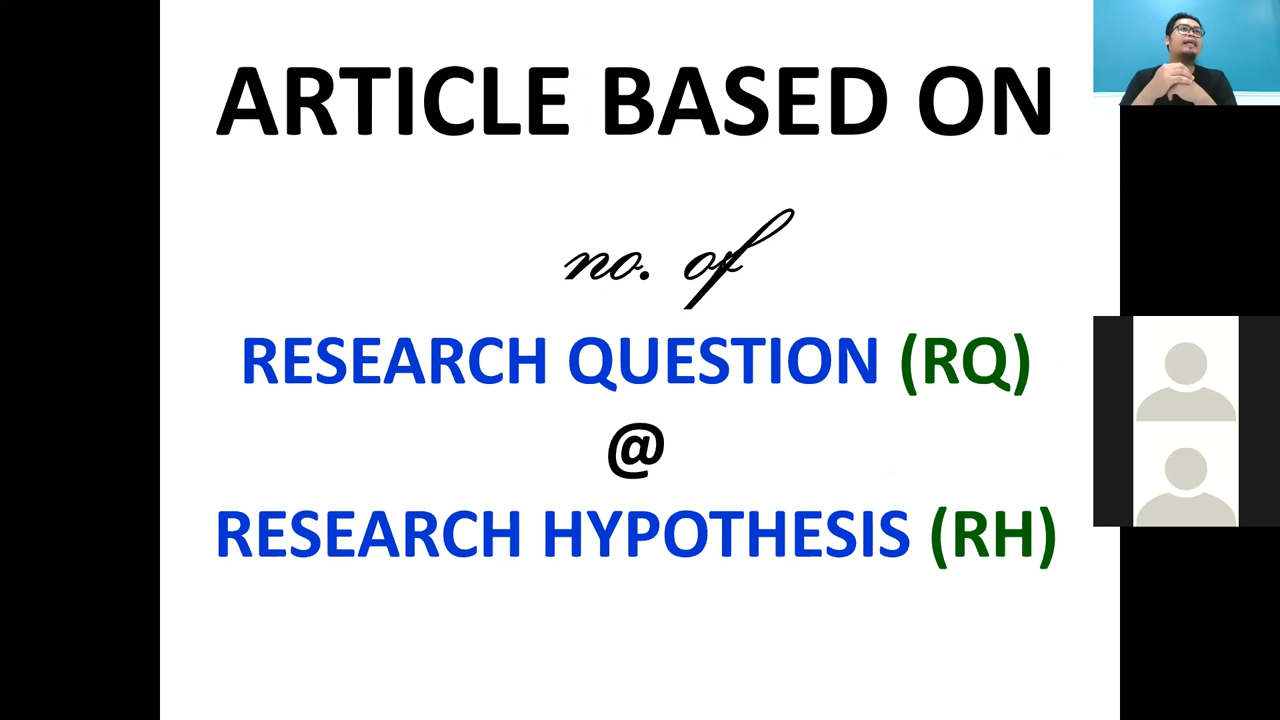 ARTICLE BASED ON
no. of
RESEARCH QUESTION (RQ)
@
RESEARCH HYPOTHESIS (RH)